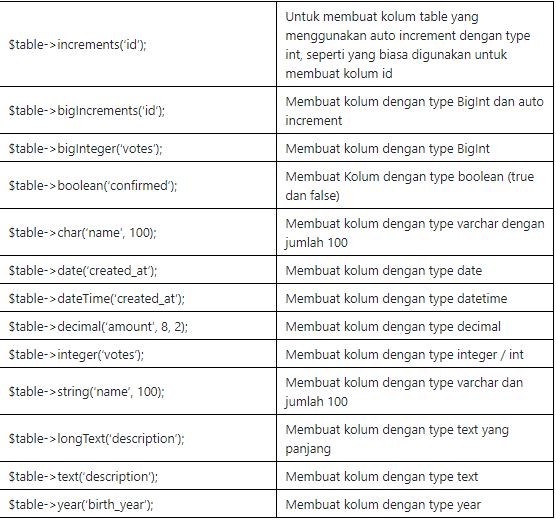 $table->increments(‘id’);
Untuk membuat kolum table yang
menggunakan auto increment dengan type
int, seperti yang biasa digunakan untuk
membuat kolum id
$table->bigIncrements(‘id’);
Membuat kolum dengan type BigInt dan auto
increment
$table->bigInteger(‘votes’);
Membuat kolum dengan type BigInt
$table->boolean(‘confirmed’);
Membuat Kolum dengan type boolean (true
dan false)
$table->char(‘name’, 100);
Membuat kolum dengan type varchar dengan
jumlah 100
$table->date(‘created_at’);
Membuat kolum dengan type date
$table->dateTime(‘created_at’);
Membuat kolum dengan type datetime
$table->decimal(‘amount’, 8, 2);
Membuat kolum dengan type decimal
$table->integer(‘votes’);
Membuat kolum dengan type integer / int
$table->string(‘name’, 100);
Membuat kolum dengan type varchar dan
jumlah 100
$table->longText(‘description’);
Membuat kolum dengan type text yang
panjang
$table->text(‘description’);
Membuat kolum dengan type text
$table->year(‘birth_year’);
Membuat kolum dengan type year